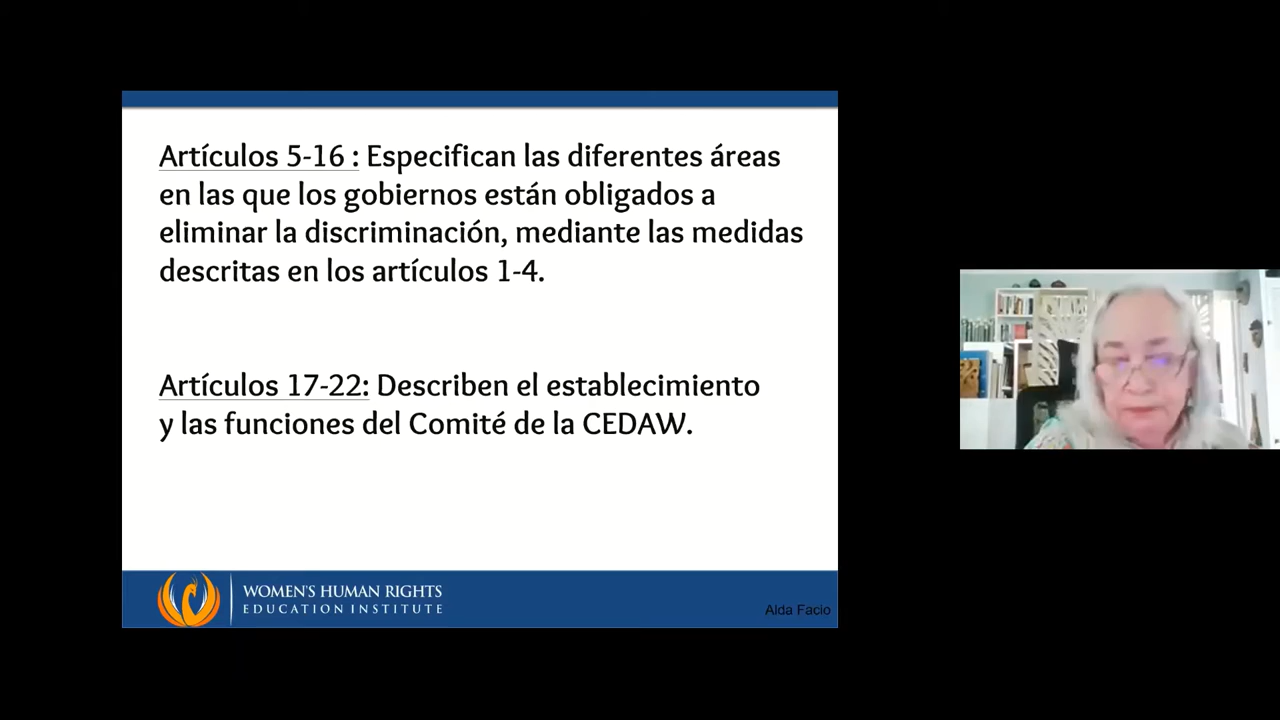 Artículos 5-16 : Especifican las diferentes áreas
en las que los gobiernos están obligados a
eliminar la discriminación, mediante las medidas
descritas en los artículos 1-4.
Artículos 17-22: Describen el establecimiento
y las funciones del Comité de la CEDAW.
WOMEN'S HUMAN RIGHTS
EDUCATION INSTITUTE
Alda Facio